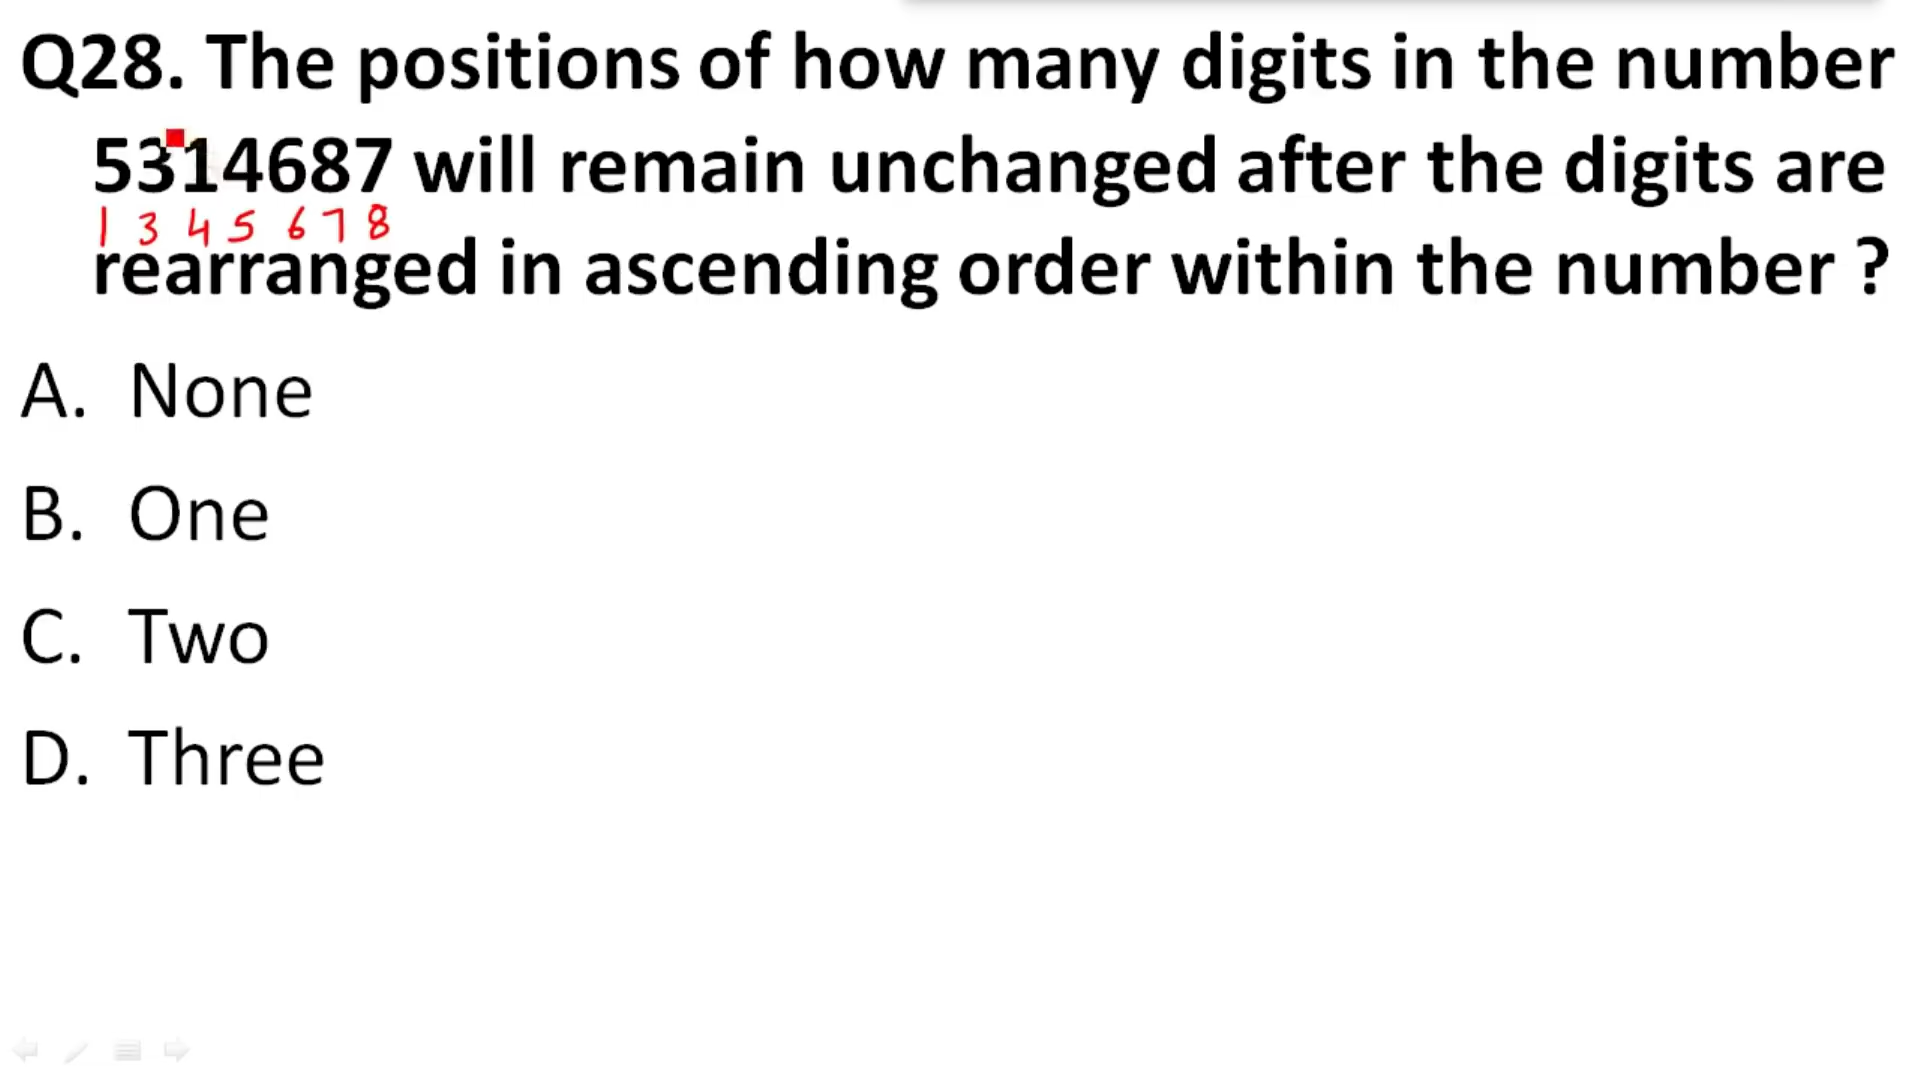 Q28. The positions of how many digits in the number
5314687 will remain unchanged after the digits are
1 3 4 5 6 7 8
rearranged in ascending order within the number ?
A. None
B. One
C. Two
D. Three